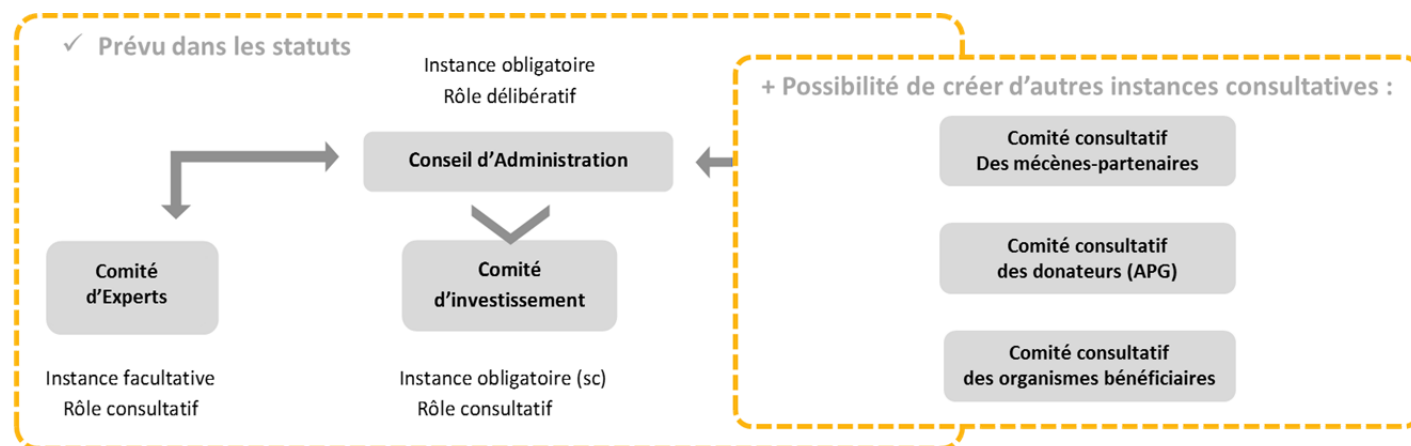 ✓ Prévu dans les statuts
Instance obligatoire
Rôle délibératif
Conseil d’Administration
Comité
d’Experts
Comité
d’investissement
Instance facultative
Rôle consultatif
Instance obligatoire (sc)
Rôle consultatif
+ Possibilité de créer d’autres instances consultatives :
Comité consultatif
Des mécènes-partenaires
Comité consultatif
des donateurs (APG)
Comité consultatif
des organismes bénéficiaires